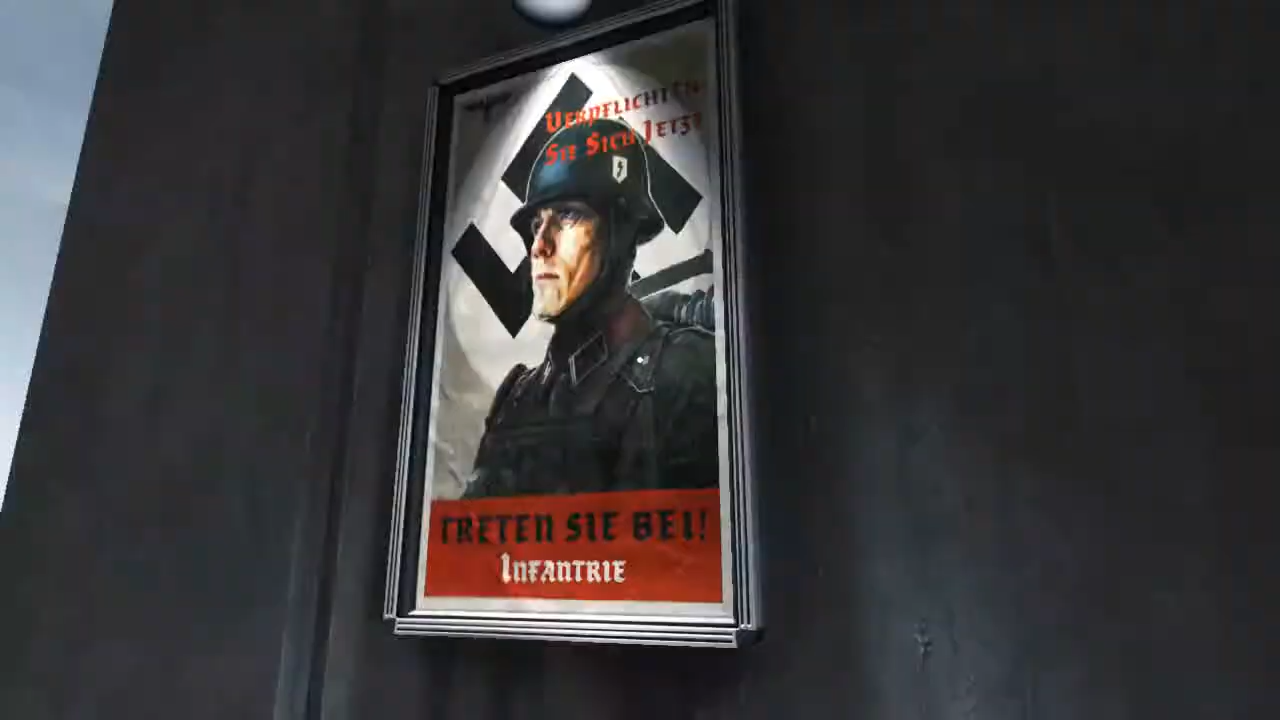 Verpflichten
Sie Sich Jetzt
TRETEN SIE BEI!
Infantrie